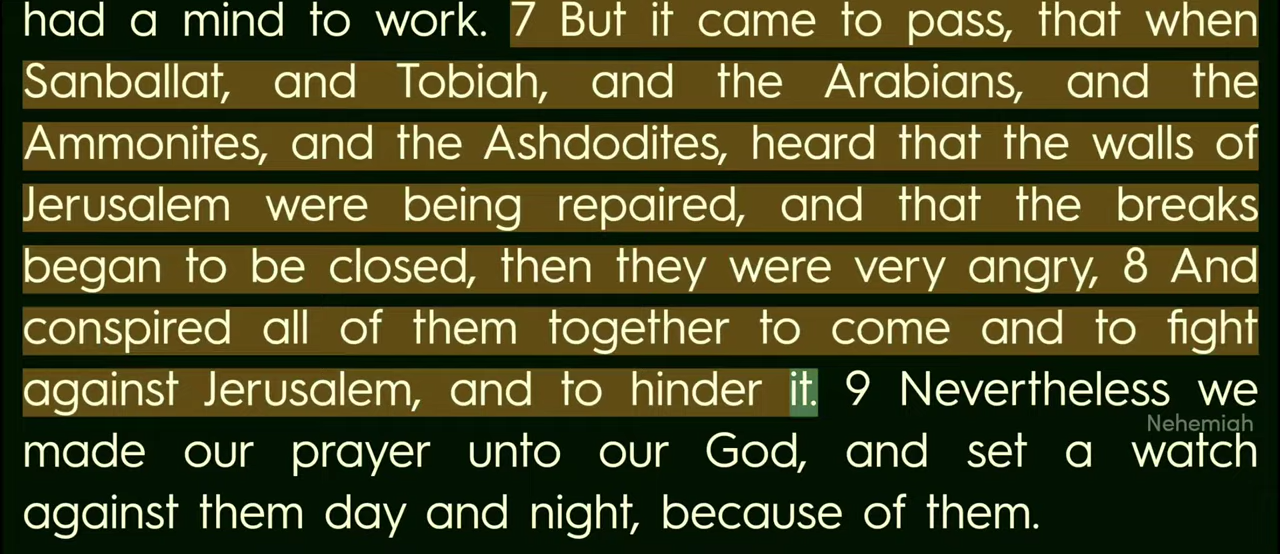 had a mind to work. 7 But it came to pass, that when
Sanballat, and Tobiah, and the Arabians, and the
Ammonites, and the Ashdodites, heard that the walls of
Jerusalem were being repaired, and that the breaks
began to be closed, then they were very angry, 8 And
conspired all of them together to come and to fight
against Jerusalem, and to hinder it. 9 Nevertheless we
Nehemiah
made our prayer unto our God, and set a watch
against them day and night, because of them.